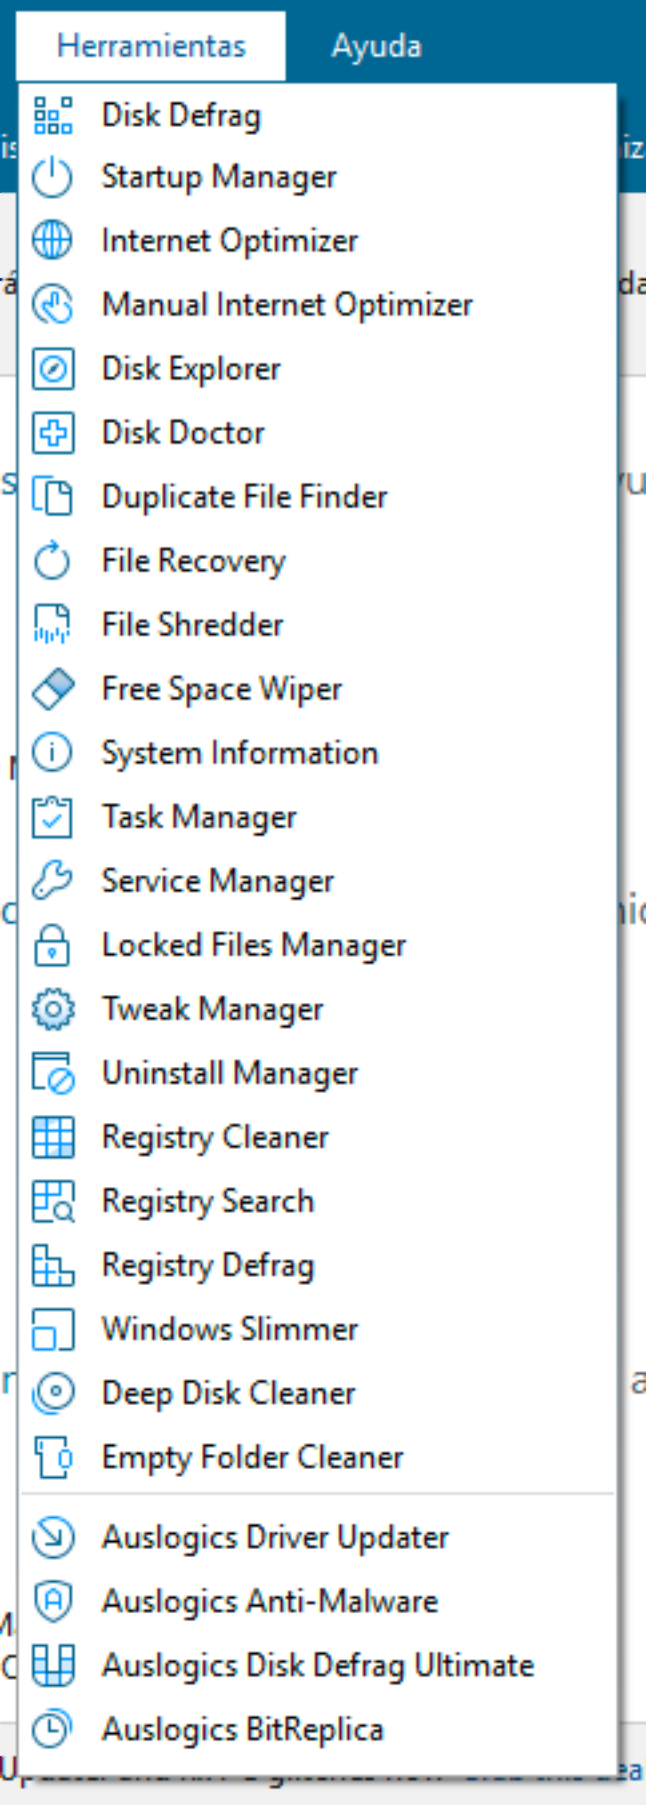 Herramientas Ayuda
Disk Defrag
Startup Manager
Internet Optimizer
Manual Internet Optimizer
Disk Explorer
Disk Doctor
Duplicate File Finder
File Recovery
File Shredder
Free Space Wiper
System Information
Task Manager
Service Manager
Locked Files Manager
Tweak Manager
Uninstall Manager
Registry Cleaner
Registry Search
Registry Defrag
Windows Slimmer
Deep Disk Cleaner
Empty Folder Cleaner
Auslogics Driver Updater
Auslogics Anti-Malware
Auslogics Disk Defrag Ultimate
Auslogics BitReplica